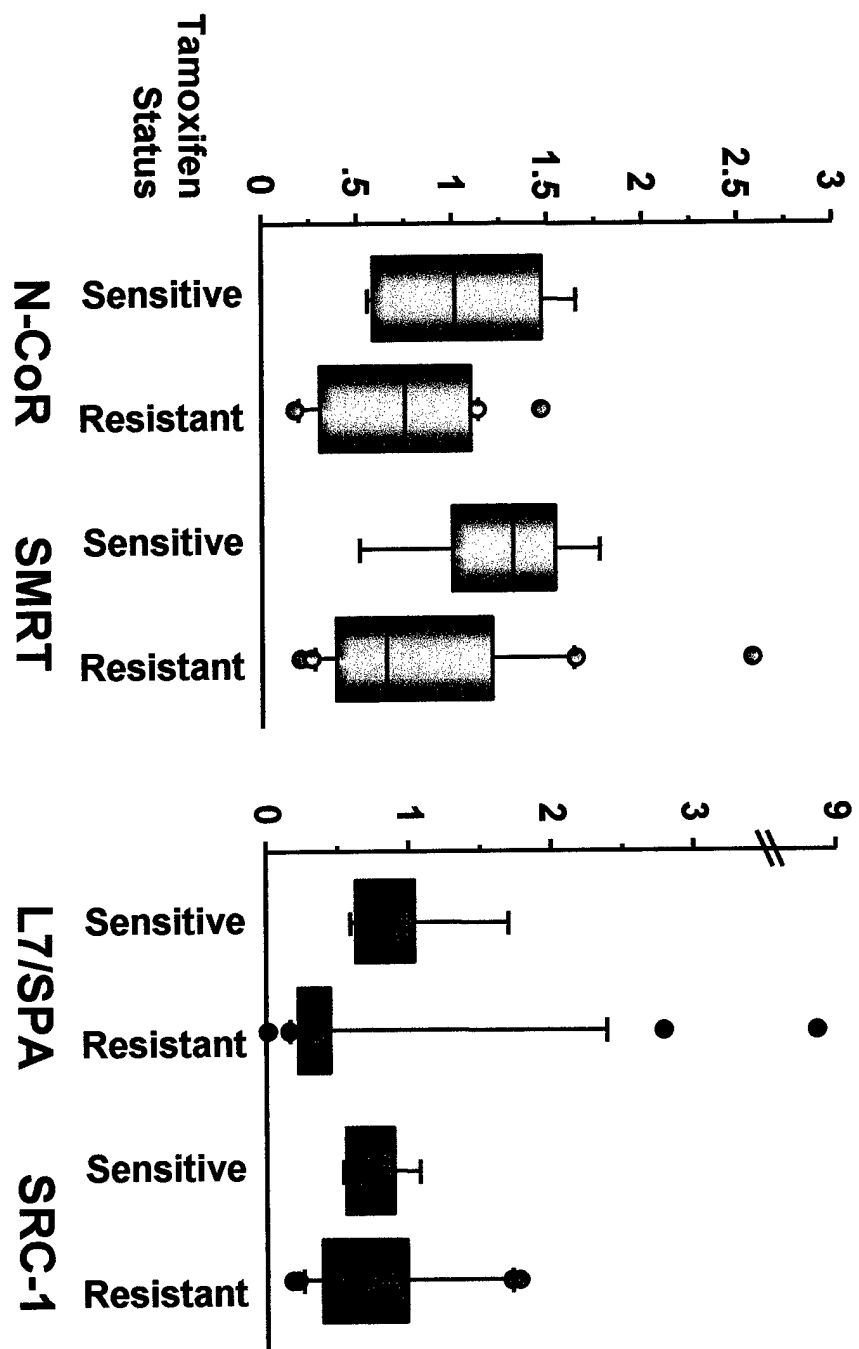 3
2.5
2
1.5
1
.5
0
Tamoxifen
Status
Sensitive
Resistant
Sensitive
Resistant
N-CoR
SMRT
9
3
2
1
0
Sensitive
Resistant
Sensitive
Resistant
L7/SPA
SRC-1